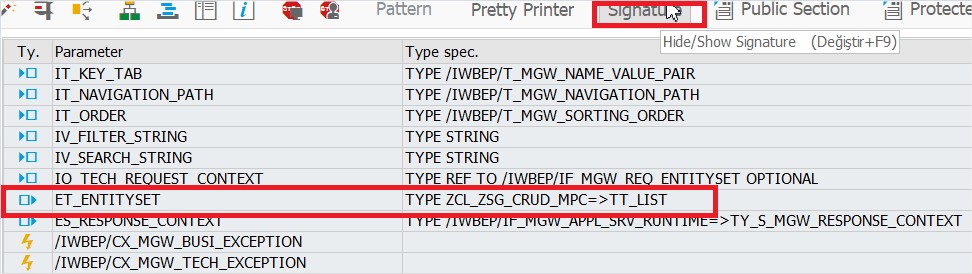 Pattern Pretty Printer Signature Public Section Protecte
Hide/Show Signature (Değiştir+F9)
Ty. Parameter Type spec.
IT_KEY_TAB TYPE /IWBEP/T_MGW_NAME_VALUE_PAIR
IT_NAVIGATION_PATH TYPE /IWBEP/T_MGW_NAVIGATION_PATH
IT_ORDER TYPE /IWBEP/T_MGW_SORTING_ORDER
IV_FILTER_STRING TYPE STRING
IV_SEARCH_STRING TYPE STRING
IO_TECH_REQUEST_CONTEXT TYPE REF TO /IWBEP/IF_MGW_REQ_ENTITYSET OPTIONAL
ET_ENTITYSET TYPE ZCL_ZSG_CRUD_MPC=>TT_LIST
ES_RESPONSE_CONTEXT TYPE /IWBEP/IF_MGW_APPL_SRV_RUNTIME=>TY_S_MGW_RESPONSE_CONTEXT
/IWBEP/CX_MGW_BUSI_EXCEPTION
/IWBEP/CX_MGW_TECH_EXCEPTION